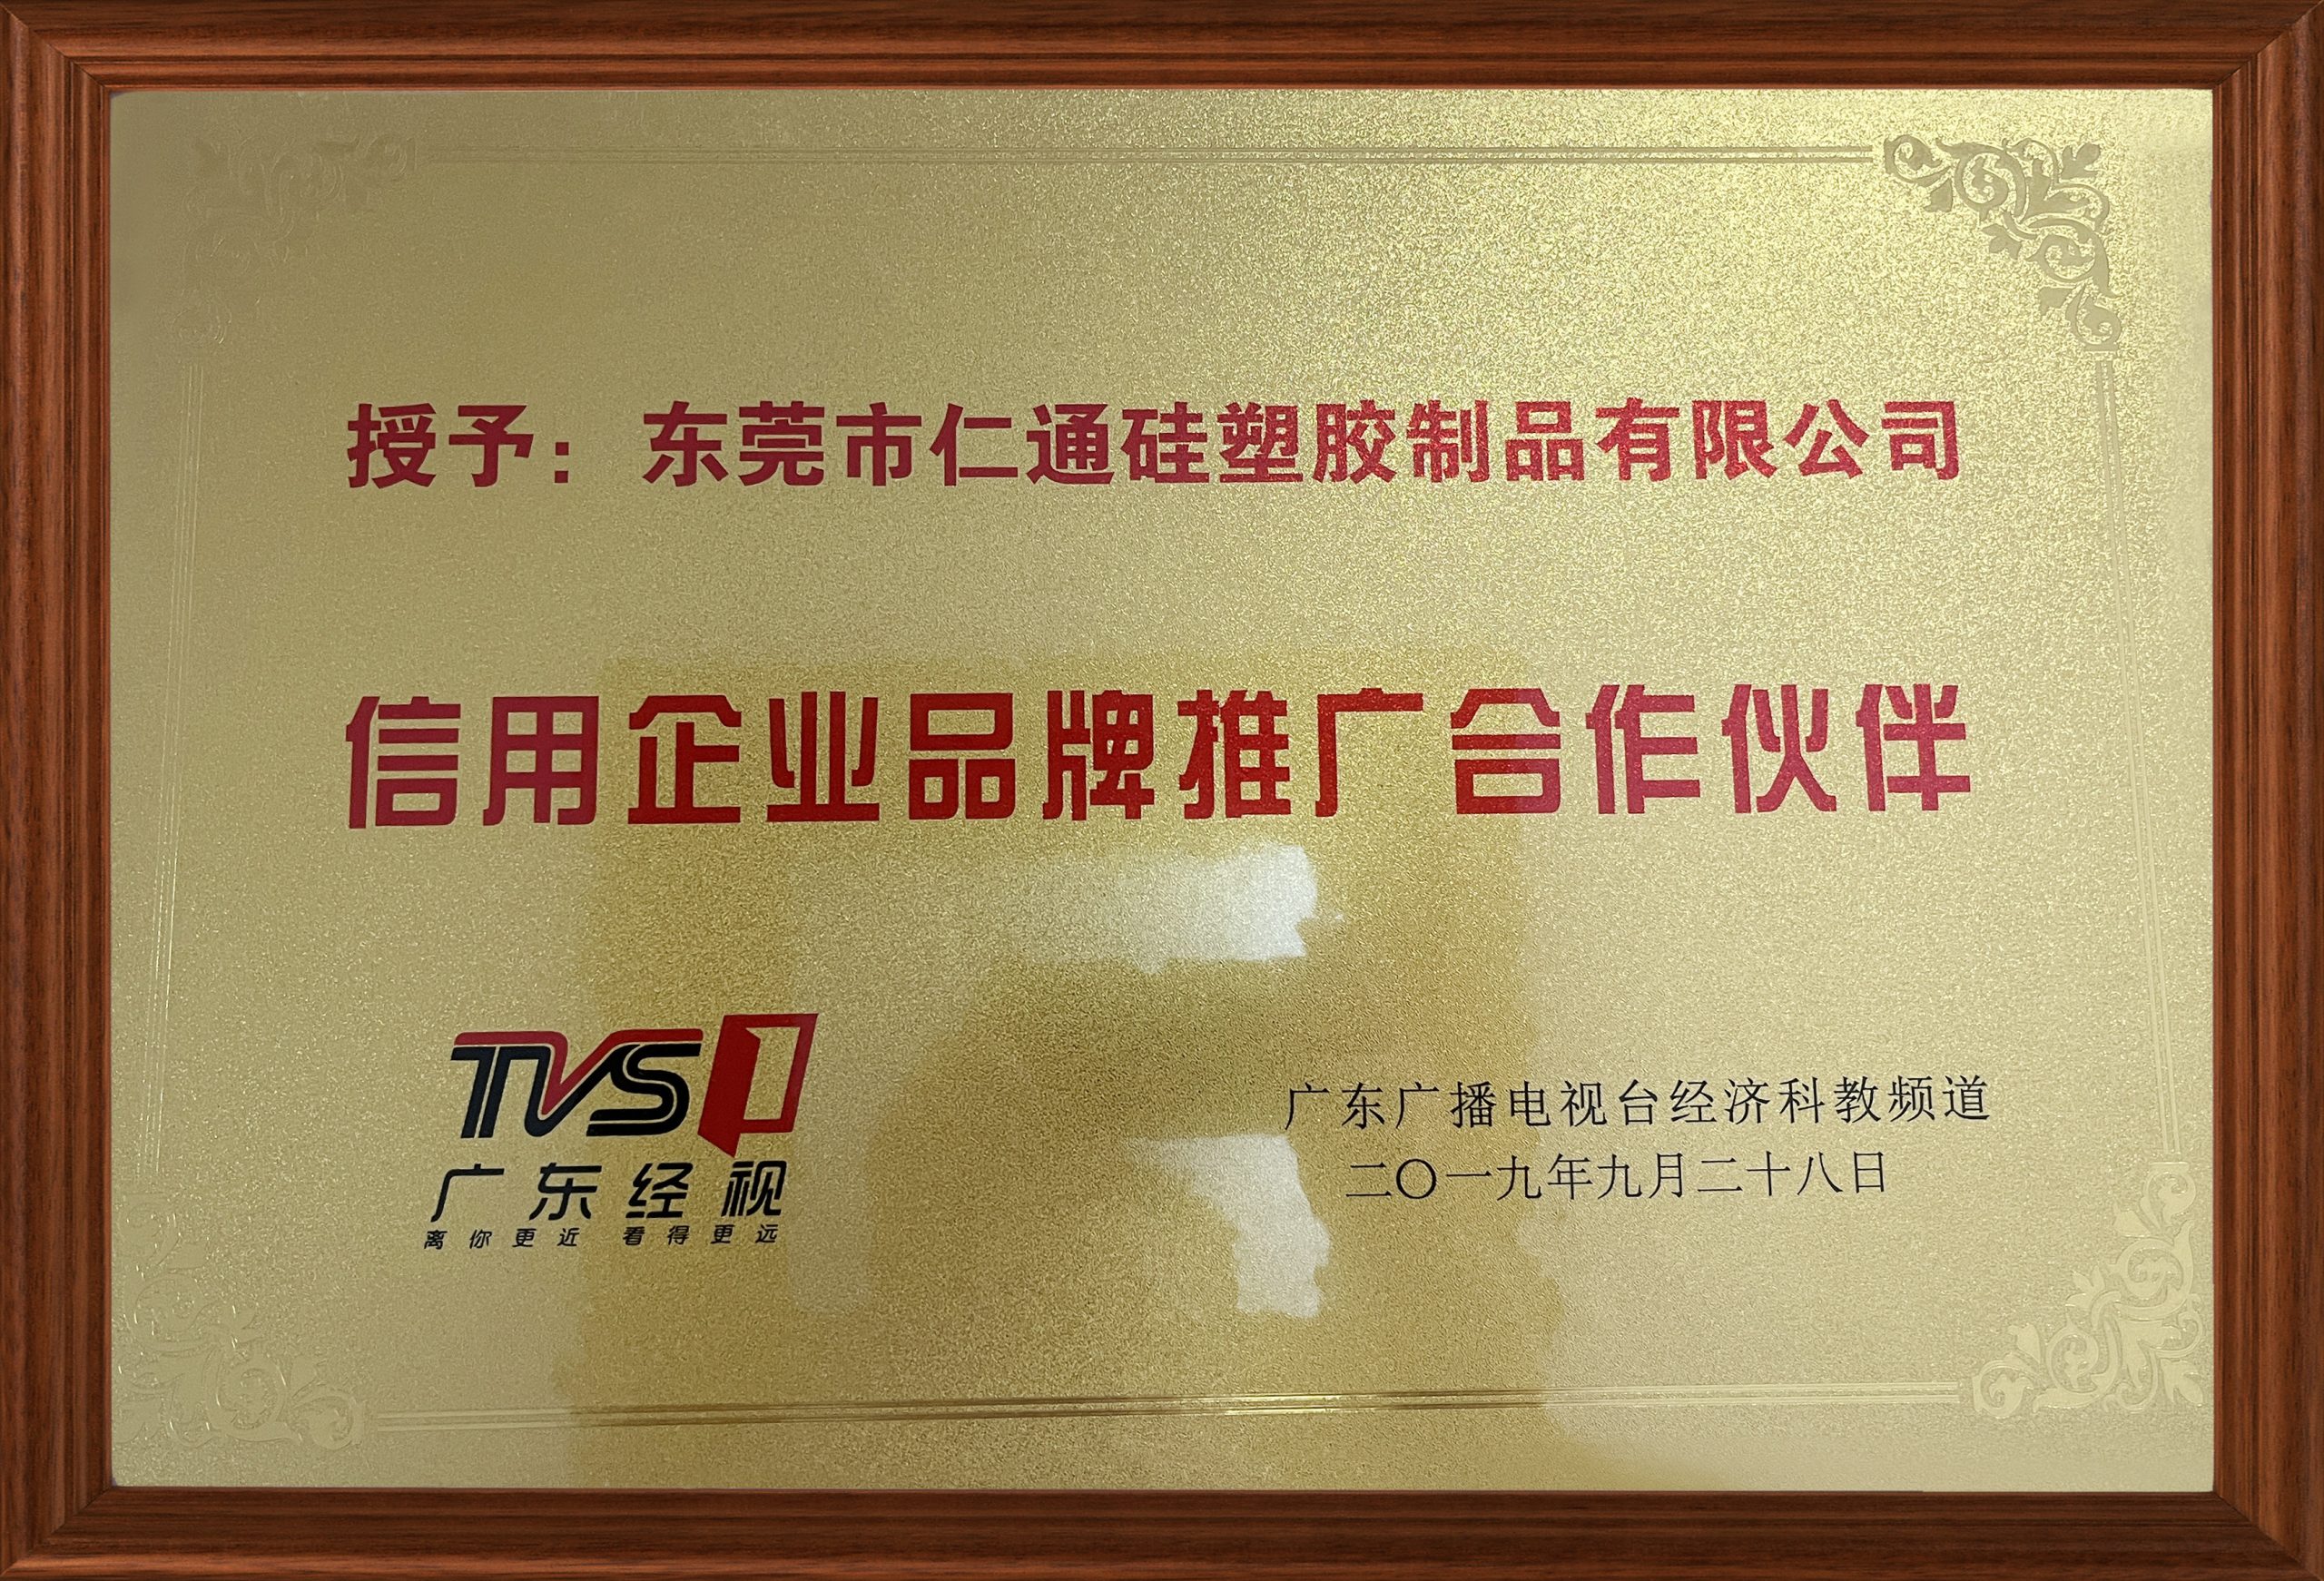 授予：东莞市仁通硅塑胶制品有限公司
信用企业品牌推广合作伙伴
TVS1
广东经视
离你更近 看得更远
广东广播电视台经济科教频道
二〇一九年九月二十八日